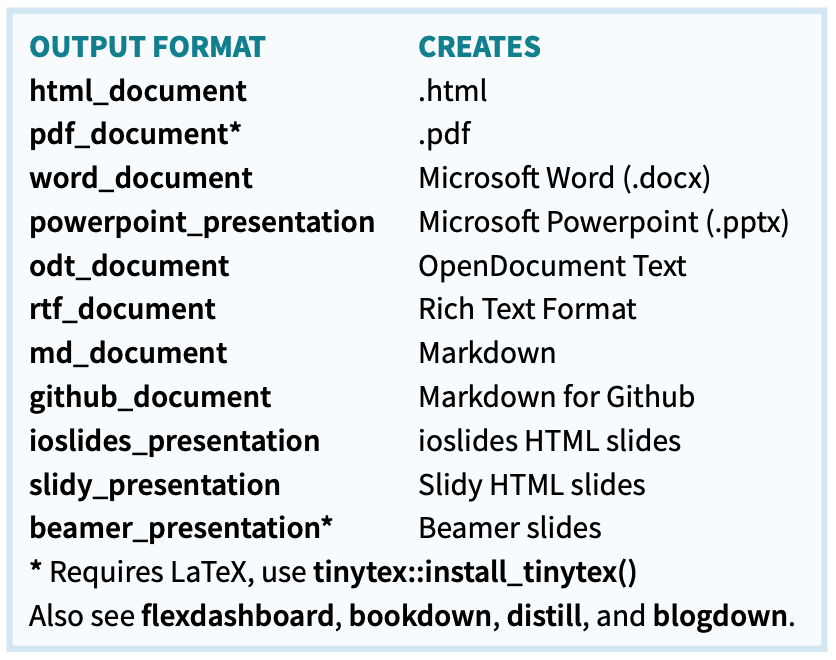 OUTPUT FORMAT CREATES
html_document .html
pdf_document* .pdf
word_document Microsoft Word (.docx)
powerpoint_presentation Microsoft Powerpoint (.pptx)
odt_document OpenDocument Text
rtf_document Rich Text Format
md_document Markdown
github_document Markdown for Github
ioslides_presentation ioslides HTML slides
slidy_presentation Slidy HTML slides
beamer_presentation* Beamer slides
* Requires LaTeX, use tinytex::install_tinytex()
Also see flexdashboard, bookdown, distill, and blogdown.